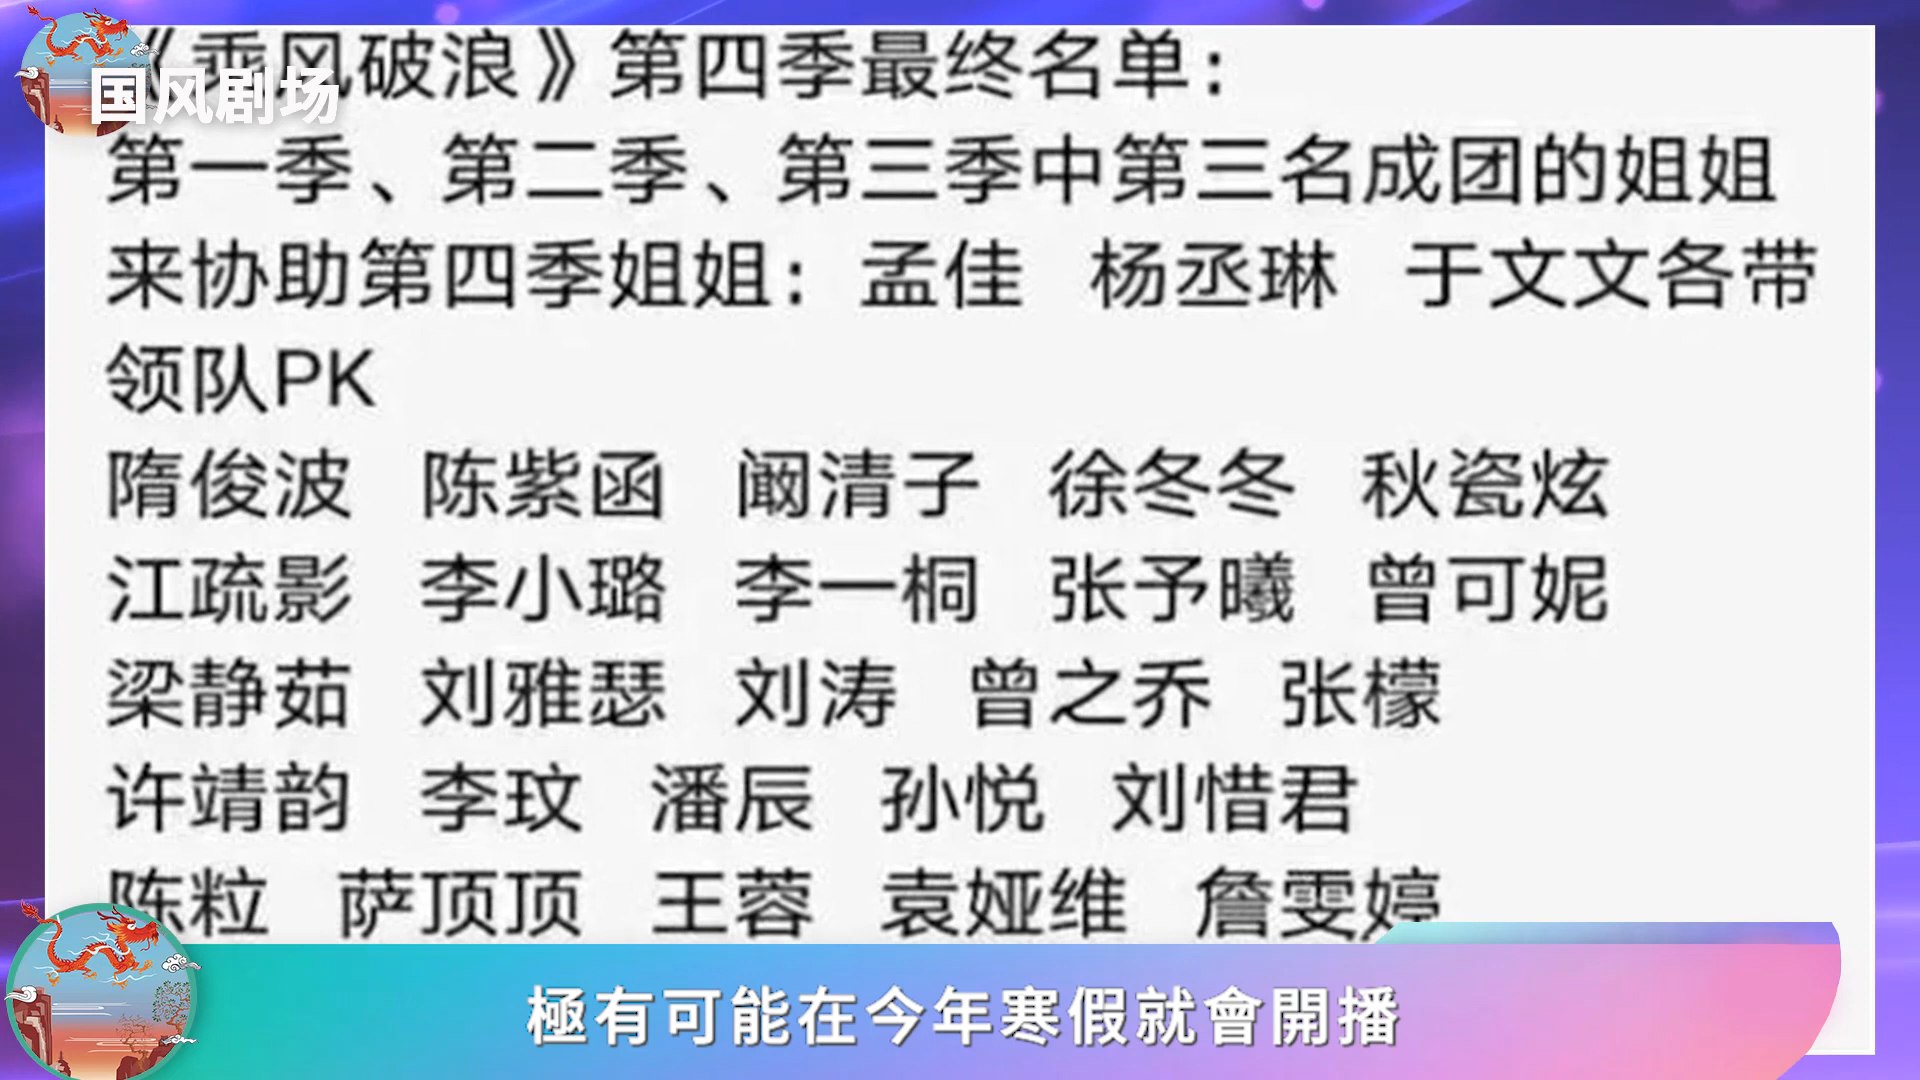 《乘风破浪》第四季最终名单：
国风剧场
第一季、第二季、第三季中第三名成团的姐姐
来协助第四季姐姐：孟佳 杨丞琳 于文文各带
领队PK
隋俊波 陈紫函 阚清子 徐冬冬 秋瓷炫
江疏影 李小璐 李一桐 张予曦 曾可妮
梁静茹 刘雅瑟 刘涛 曾之乔 张檬
许靖韵 李玟 潘辰 孙悦 刘惜君
陈粒 萨顶顶 王蓉 袁娅维 詹雯婷
極有可能在今年寒假就會開播